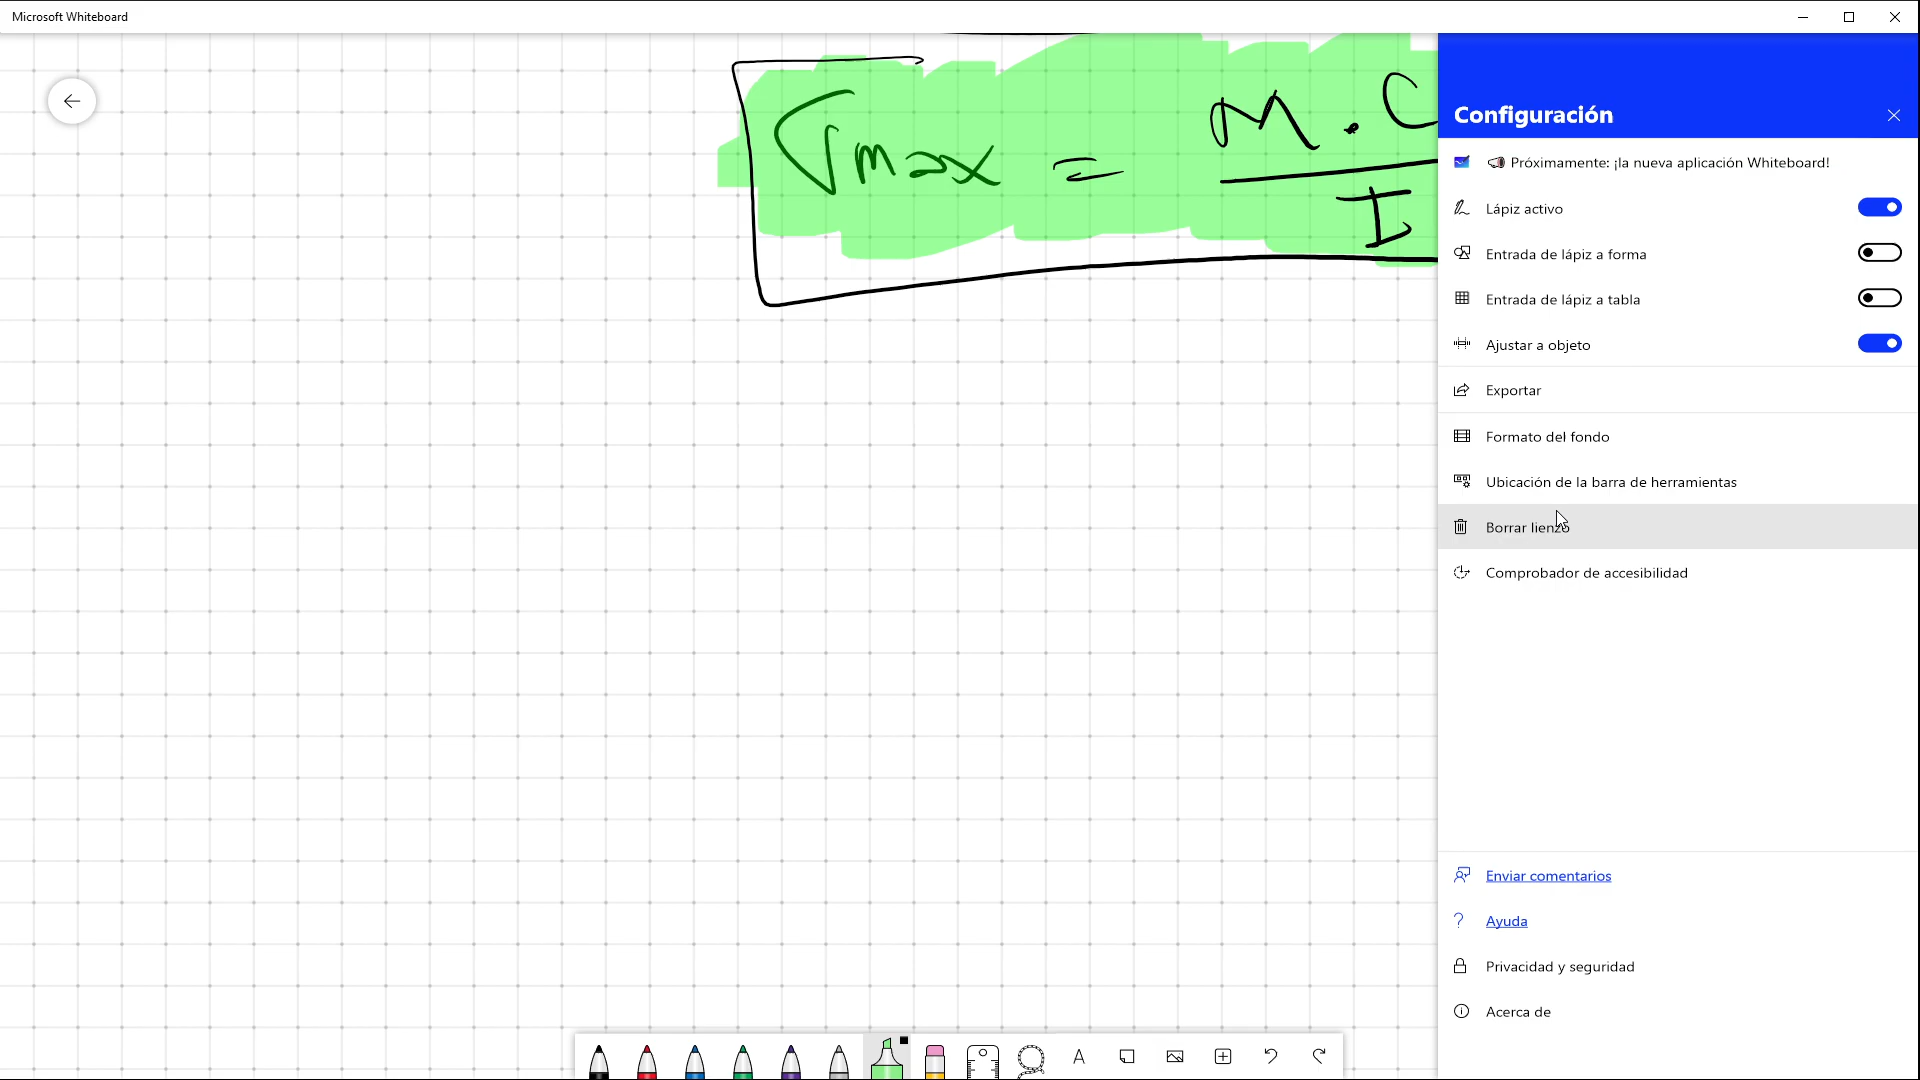 Microsoft Whiteboard
σmax = M.C
I
Configuración
Próximamente: ¡la nueva aplicación Whiteboard!
Lápiz activo
Entrada de lápiz a forma
Entrada de lápiz a tabla
Ajustar a objeto
Exportar
Formato del fondo
Ubicación de la barra de herramientas
Borrar lienzo
Comprobador de accesibilidad
Enviar comentarios
? Ayuda
Privacidad y seguridad
Acerca de
A